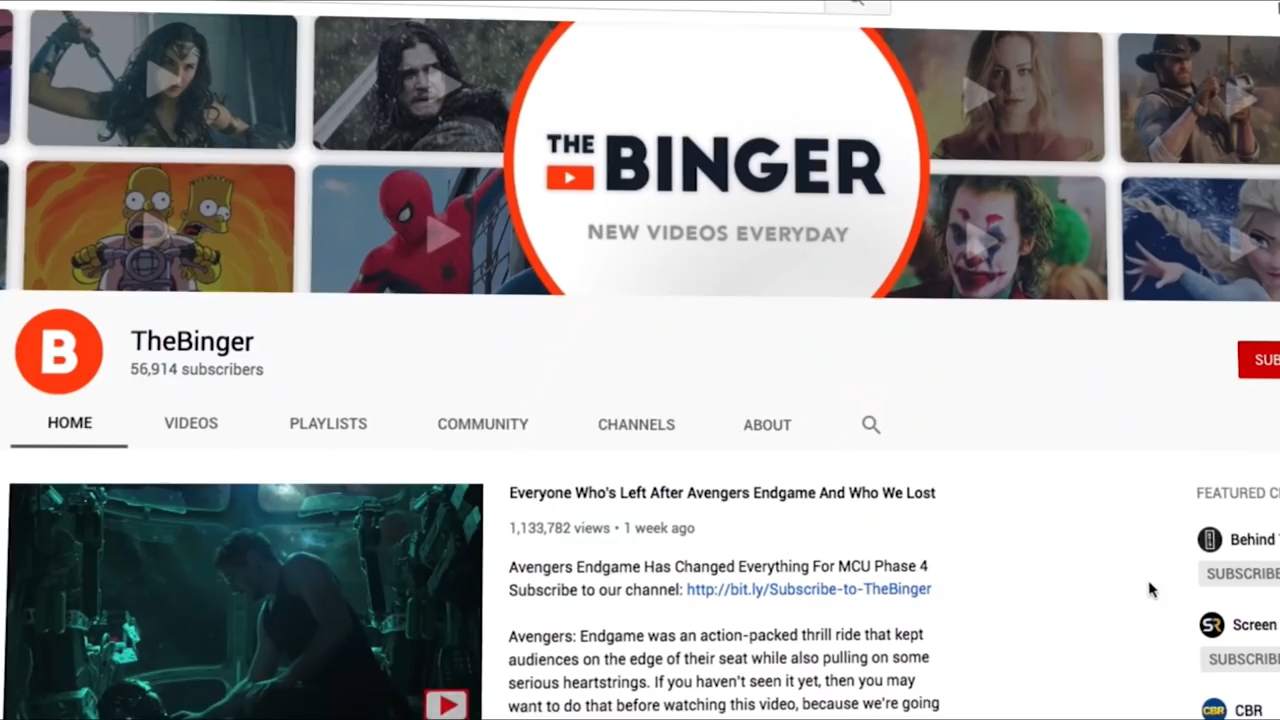 THE BINGER
NEW VIDEOS EVERYDAY
B
TheBinger
56,914 subscribers
SUB
HOME
VIDEOS
PLAYLISTS
COMMUNITY
CHANNELS
ABOUT
Everyone Who's Left After Avengers Endgame And Who We Lost
1,133,782 views • 1 week ago
Avengers Endgame Has Changed Everything For MCU Phase 4
Subscribe to our channel: http://bit.ly/Subscribe-to-TheBinger
Avengers: Endgame was an action-packed thrill ride that kept
audiences on the edge of their seat while also pulling on some
serious heartstrings. If you haven't seen it yet, then you may
want to do that before watching this video, because we're going
FEATURED C
Behind
SUBSCRIBE
SR
Screen
SUBSCRIBE
CBR
CBR